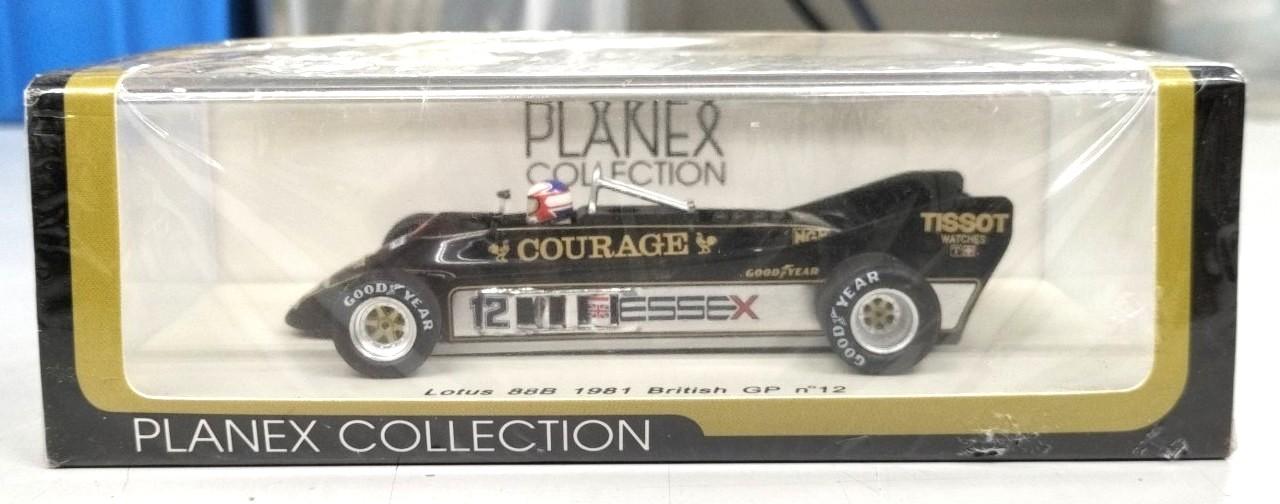 PLANEX
COLLECTION
TISSOT
WATCHES
COURAGE
GOODYEAR
GOODYEAR
GOODYEAR
12
ESSEX
Lotus 88B 1981 British GP n°12
PLANEX COLLECTION